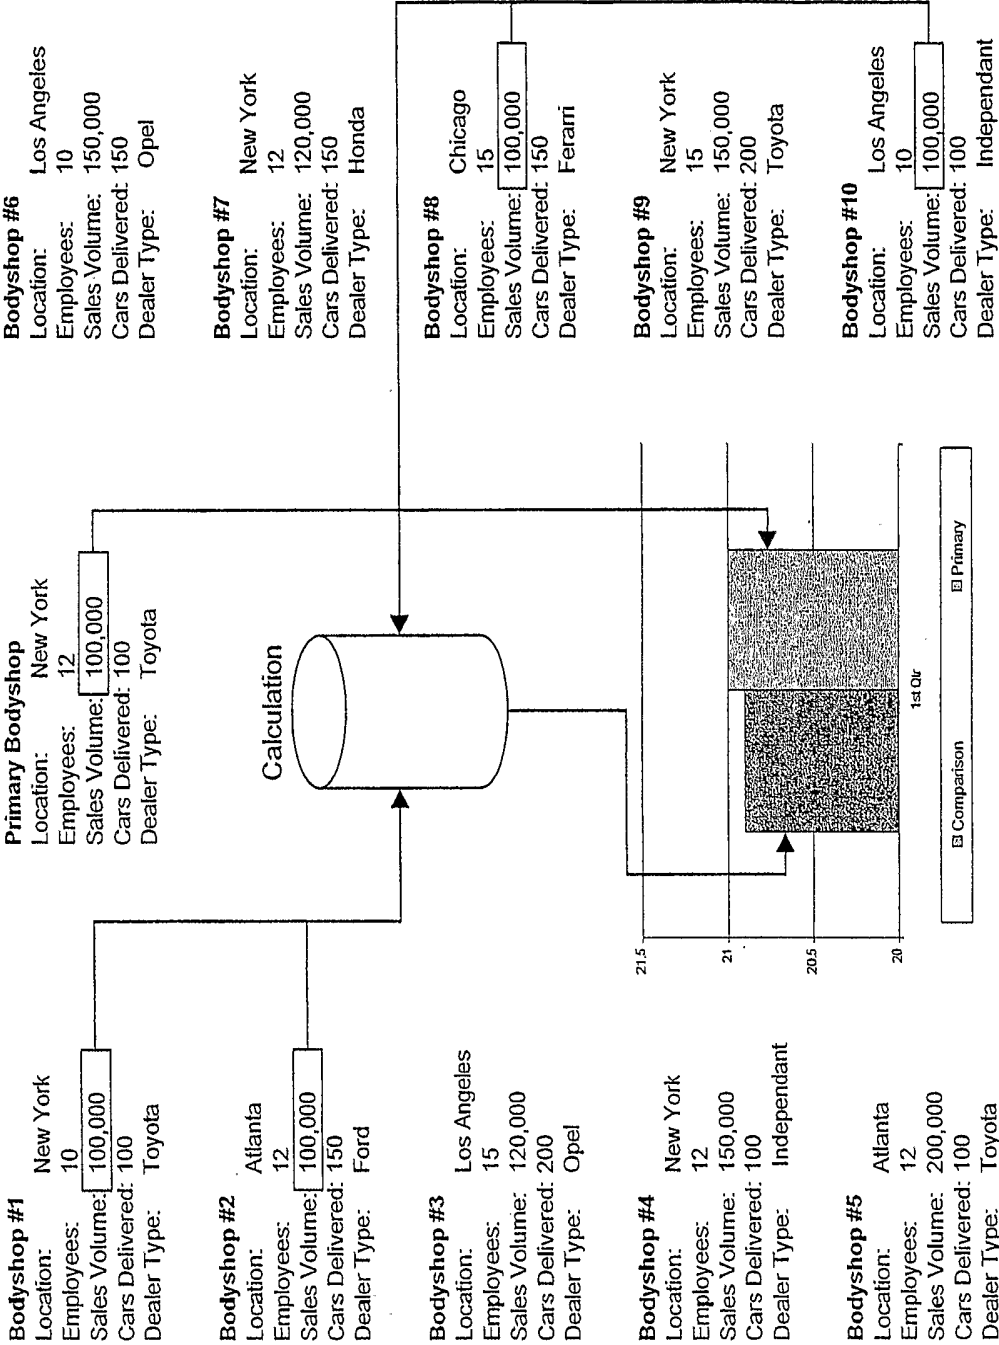 Bodyshop #1
Location: New York
Employees: 10
Sales Volume: 100,000
Cars Delivered: 100
Dealer Type: Toyota
Bodyshop #2
Location: Atlanta
Employees: 12
Sales Volume: 100,000
Cars Delivered: 150
Dealer Type: Ford
Bodyshop #3
Location: Los Angeles
Employees: 15
Sales Volume: 120,000
Cars Delivered: 200
Dealer Type: Opel
Bodyshop #4
Location: New York
Employees: 12
Sales Volume: 150,000
Cars Delivered: 100
Dealer Type: Independant
Bodyshop #5
Location: Atlanta
Employees: 12
Sales Volume: 200,000
Cars Delivered: 100
Dealer Type: Toyota
Primary Bodyshop
Location: New York
Employees: 12
Sales Volume: 100,000
Cars Delivered: 100
Dealer Type: Toyota
Calculation
21.5
21
20.5
20
1st Qtr
Comparison
Primary
Bodyshop #6
Location: Los Angeles
Employees: 10
Sales Volume: 150,000
Cars Delivered: 150
Dealer Type: Opel
Bodyshop #7
Location: New York
Employees: 12
Sales Volume: 120,000
Cars Delivered: 150
Dealer Type: Honda
Bodyshop #8
Location: Chicago
Employees: 15
Sales Volume: 100,000
Cars Delivered: 150
Dealer Type: Ferarri
Bodyshop #9
Location: New York
Employees: 15
Sales Volume: 150,000
Cars Delivered: 200
Dealer Type: Toyota
Bodyshop #10
Location: Los Angeles
Employees: 10
Sales Volume: 100,000
Cars Delivered: 100
Dealer Type: Independant